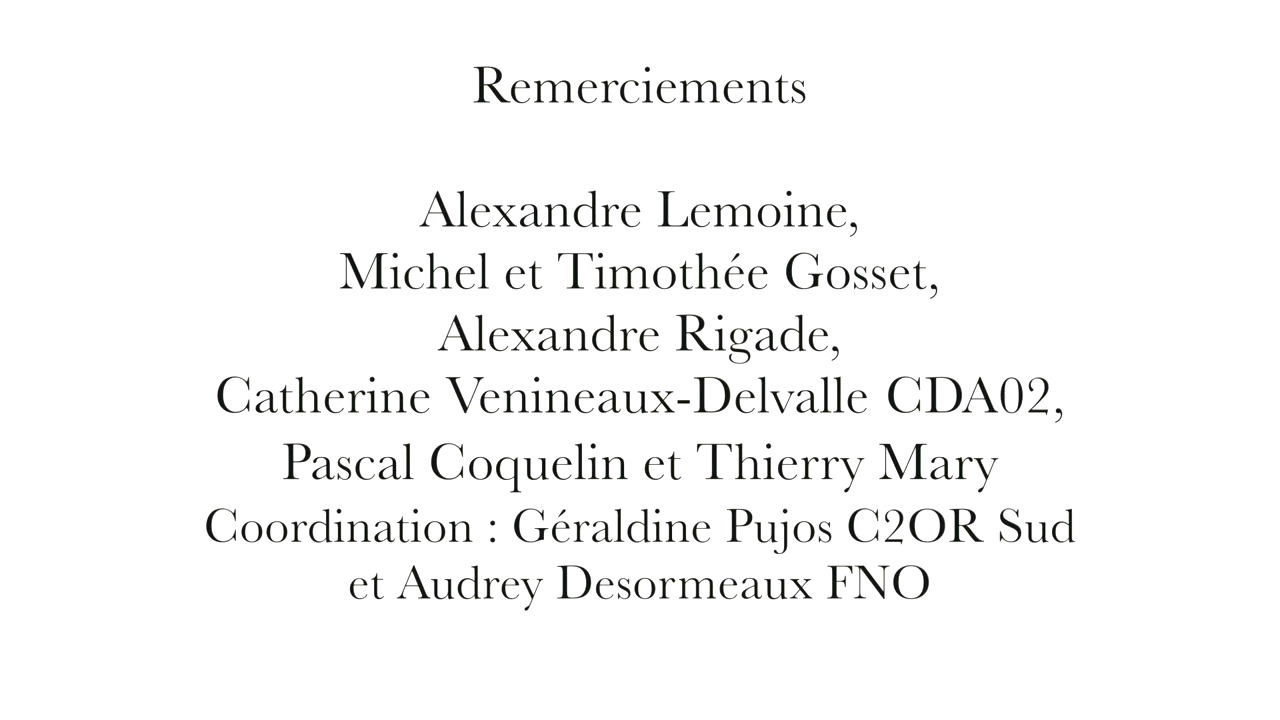 Remerciements
Alexandre Lemoine,
Michel et Timothée Gosset,
Alexandre Rigade,
Catherine Venineaux-Delvalle CDA02,
Pascal Coquelin et Thierry Mary
Coordination : Géraldine Pujos C2OR Sud
et Audrey Desormeaux FNO